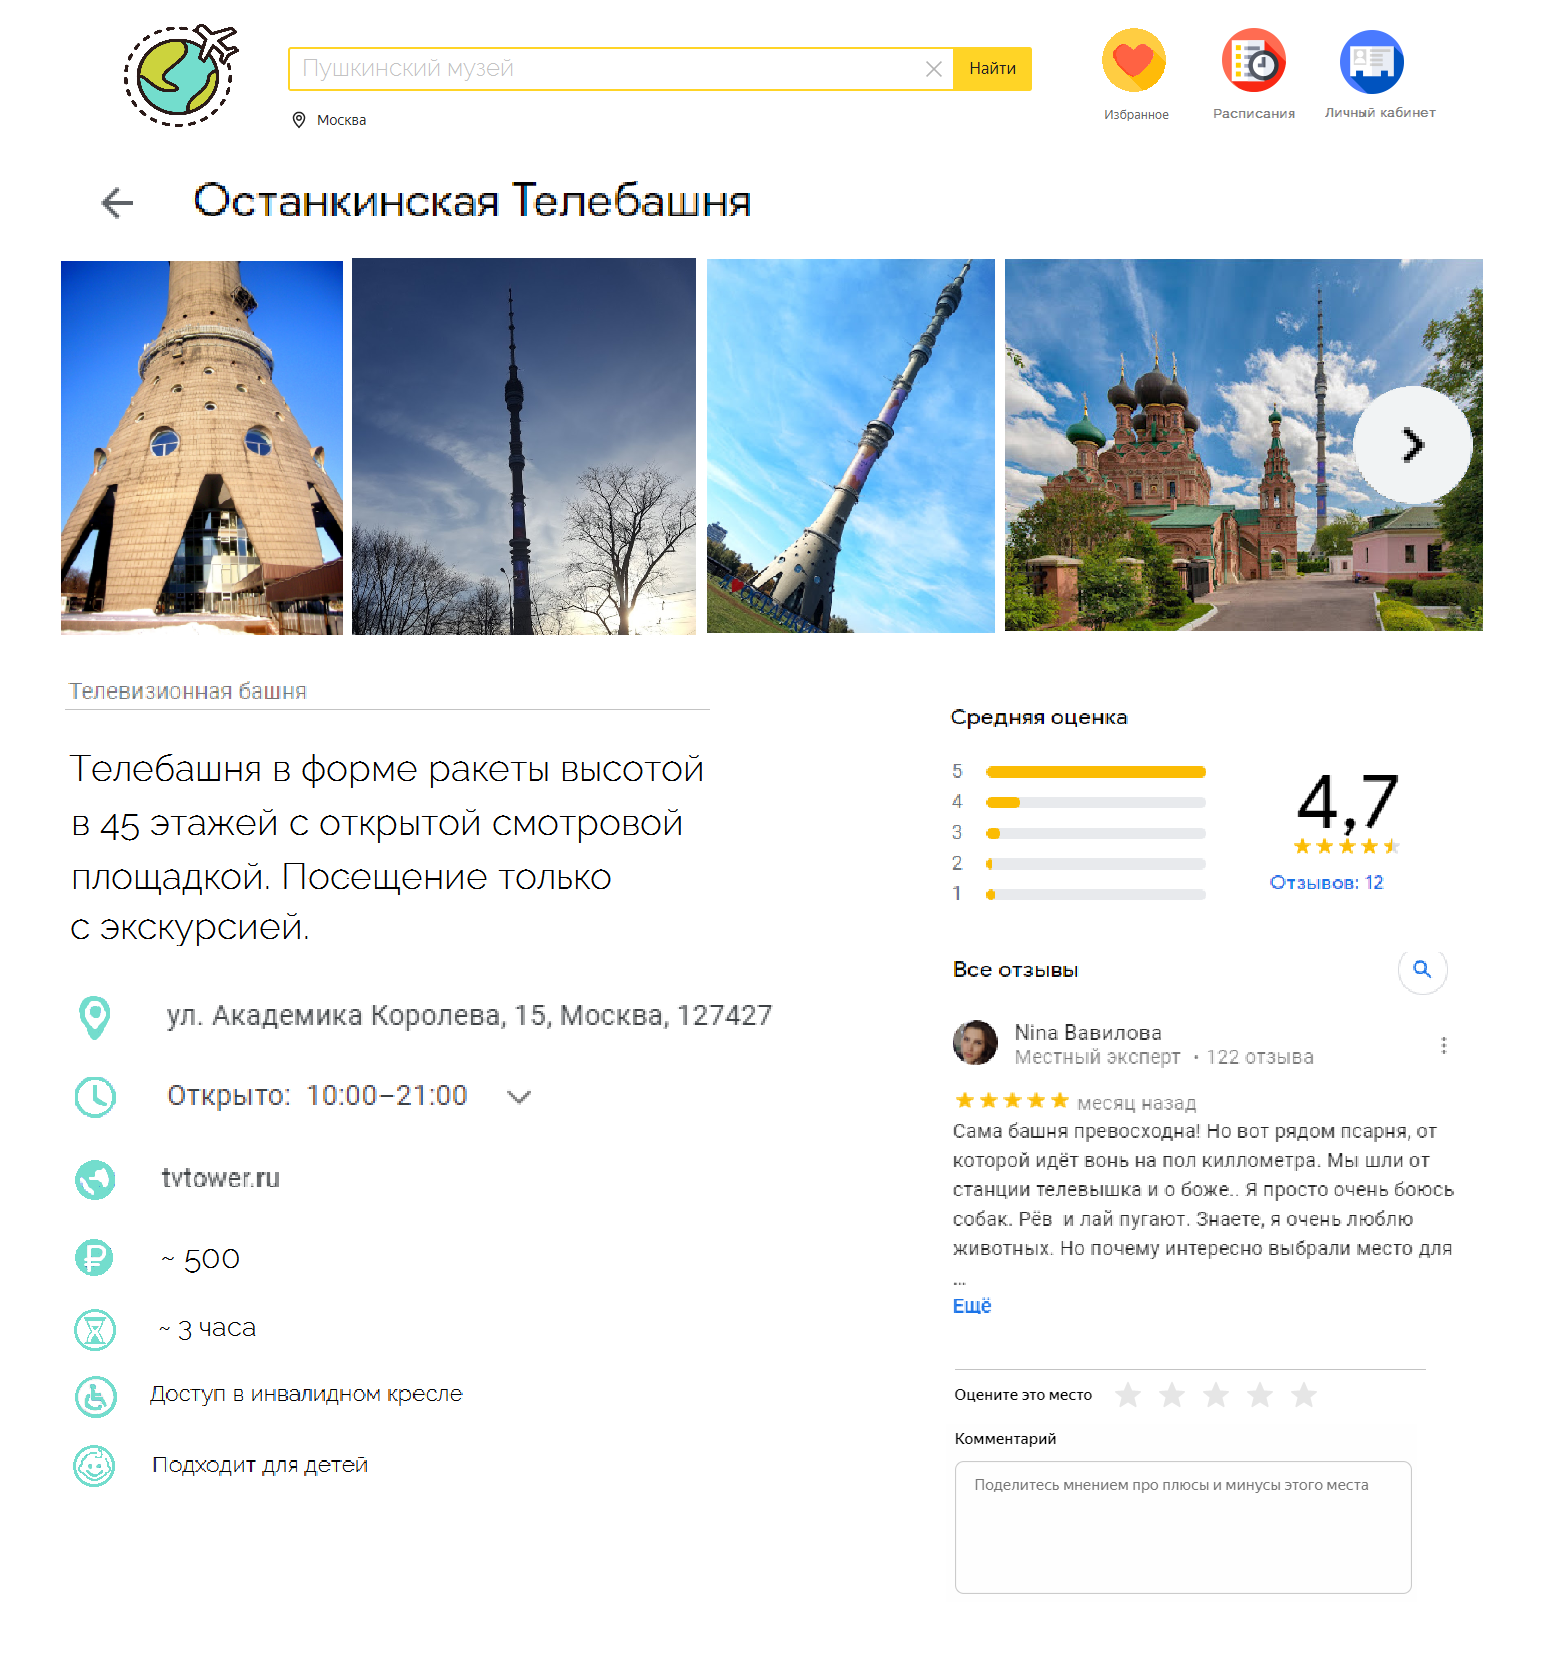 Пушкинский музей
Найти
Москва
Избранное
Расписания
Личный кабинет
Останкинская Телебашня
Телевизионная башня
Телебашня в форме ракеты высотой
в 45 этажей с открытой смотровой
площадкой. Посещение только
с экскурсией.
ул. Академика Королева, 15, Москва, 127427
Открыто: 10:00–21:00
tvtower.ru
~ 500
~ 3 часа
Доступ в инвалидном кресле
Подходит для детей
Средняя оценка
5
4
3
2
1
4,7
Отзывов: 12
Все отзывы
Nina Вавилова
Местный эксперт • 122 отзыва
месяц назад
Сама башня превосходна! Но вот рядом псарня, от
которой идёт вонь на пол киллометра. Мы шли от
станции телевышка и о боже.. Я просто очень боюсь
собак. Рёв и лай пугают. Знаете, я очень люблю
животных. Но почему интересно выбрали место для
...
Ещё
Оцените это место
Комментарий
Поделитесь мнением про плюсы и минусы этого места